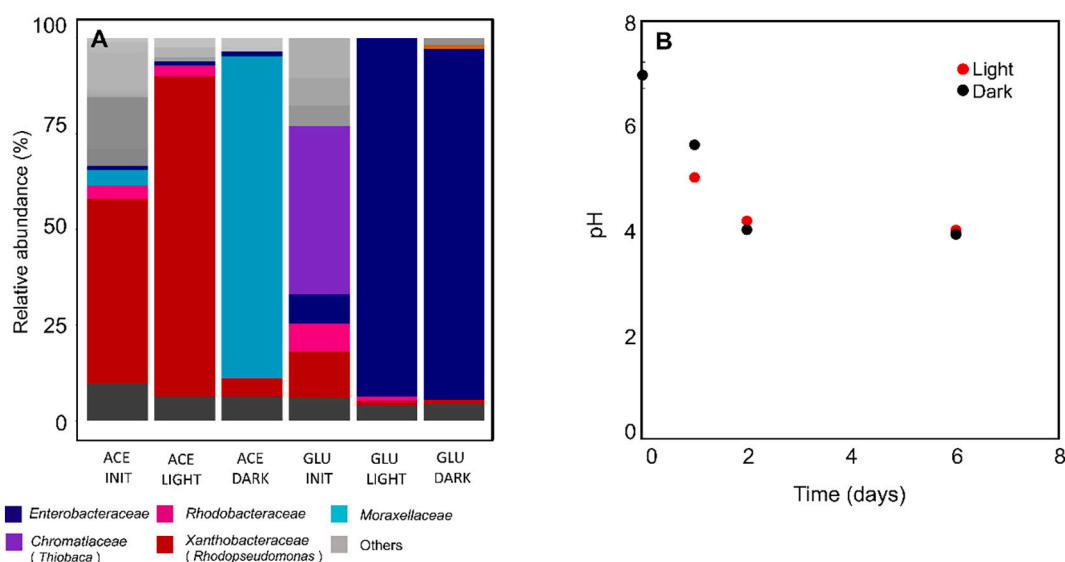 A
100
75
50
25
0
Relative abundance (%)
ACE INIT
ACE LIGHT
ACE DARK
GLU INIT
GLU LIGHT
GLU DARK
Enterobacteraceae
Rhodobacteraceae
Moraxellaceae
Chromatlaceae
( Thiobaca )
Xanthobacteraceae
( Rhodopseudomonas )
Others
B
Light
Dark
8
6
4
2
0
pH
0 2 4 6 8
Time (days)